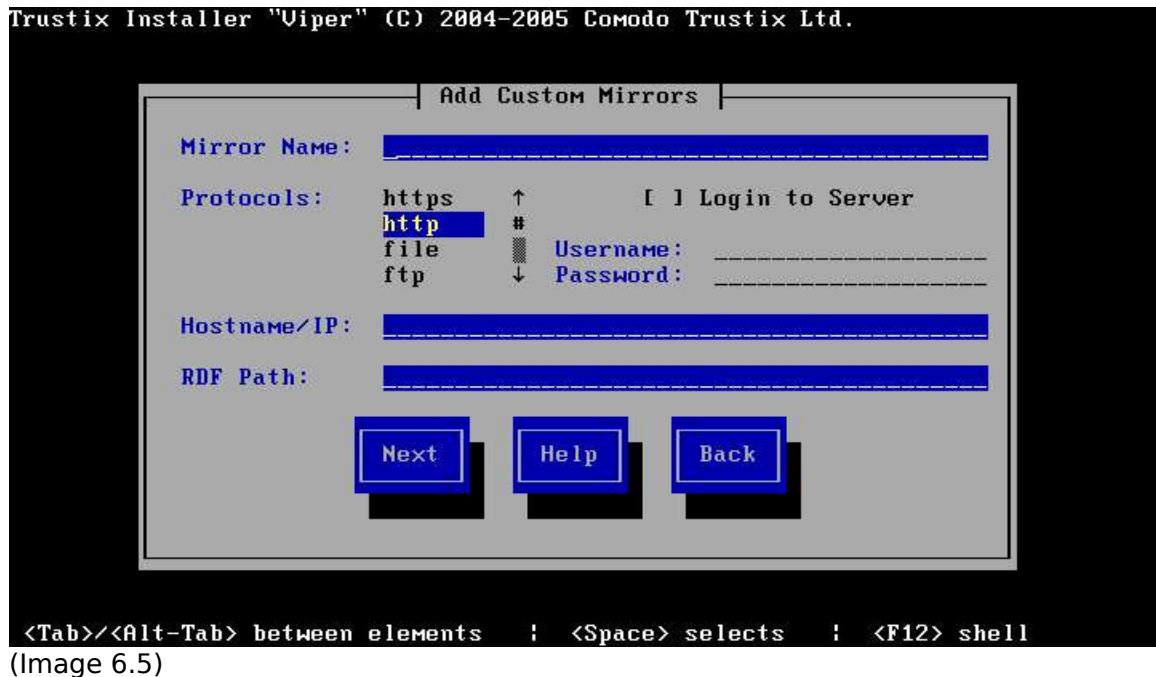 Trustix Installer "Viper" (C) 2004-2005 Comodo Trustix Ltd.
Add Custom Mirrors
Mirror Name:
Protocols: https ↑ [ ] Login to Server
http #
file Username:
ftp ↓ Password:
Hostname/IP:
RDF Path:
Next Help Back
<Tab>/<Alt-Tab> between elements ¦ <Space> selects ¦ <F12> shell
(Image 6.5)